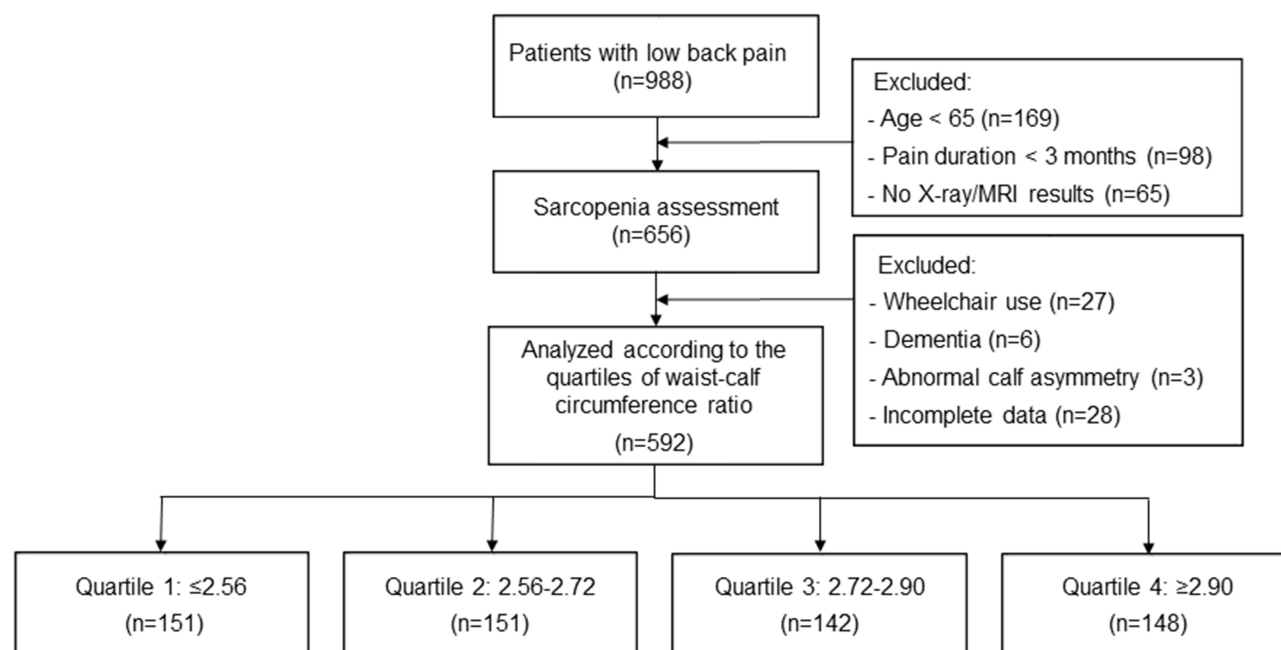 Patients with low back pain
(n=988)
Excluded:
- Age < 65 (n=169)
- Pain duration < 3 months (n=98)
- No X-ray/MRI results (n=65)
Sarcopenia assessment
(n=656)
Excluded:
- Wheelchair use (n=27)
- Dementia (n=6)
- Abnormal calf asymmetry (n=3)
- Incomplete data (n=28)
Analyzed according to the
quartiles of waist-calf
circumference ratio
(n=592)
Quartile 1: ≤2.56
(n=151)
Quartile 2: 2.56-2.72
(n=151)
Quartile 3: 2.72-2.90
(n=142)
Quartile 4: ≥2.90
(n=148)